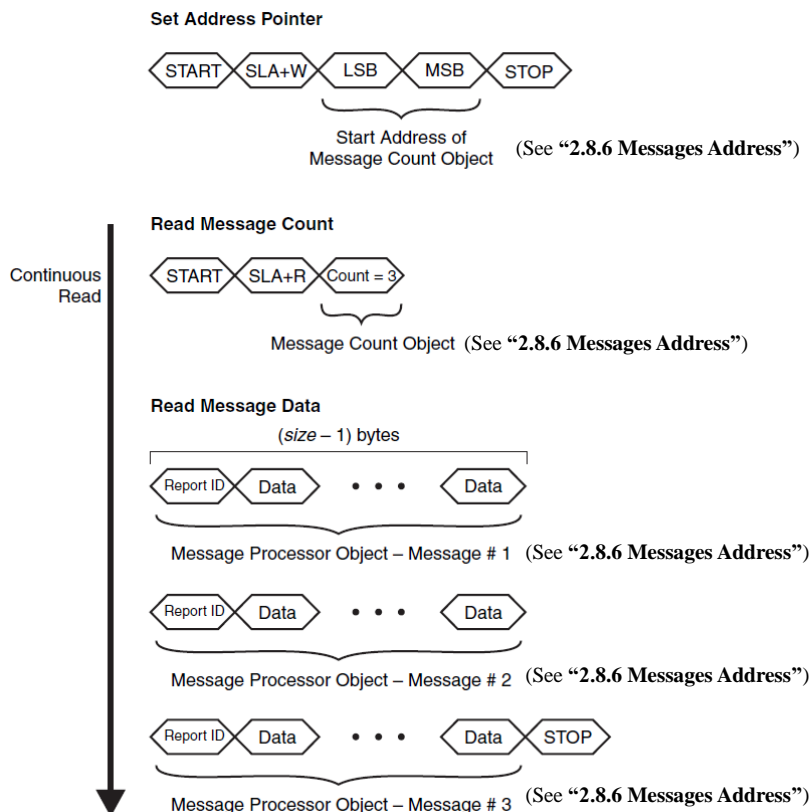 Set Address Pointer
START SLA+W LSB MSB STOP
Start Address of
Message Count Object (See “2.8.6 Messages Address”)
Read Message Count
Continuous
Read
START SLA+R Count = 3
Message Count Object (See “2.8.6 Messages Address”)
Read Message Data
(size – 1) bytes
Report ID Data • • • Data
Message Processor Object – Message # 1 (See “2.8.6 Messages Address”)
Report ID Data • • • Data
Message Processor Object – Message # 2 (See “2.8.6 Messages Address”)
Report ID Data • • • Data STOP
Message Processor Object – Message # 3 (See “2.8.6 Messages Address”)